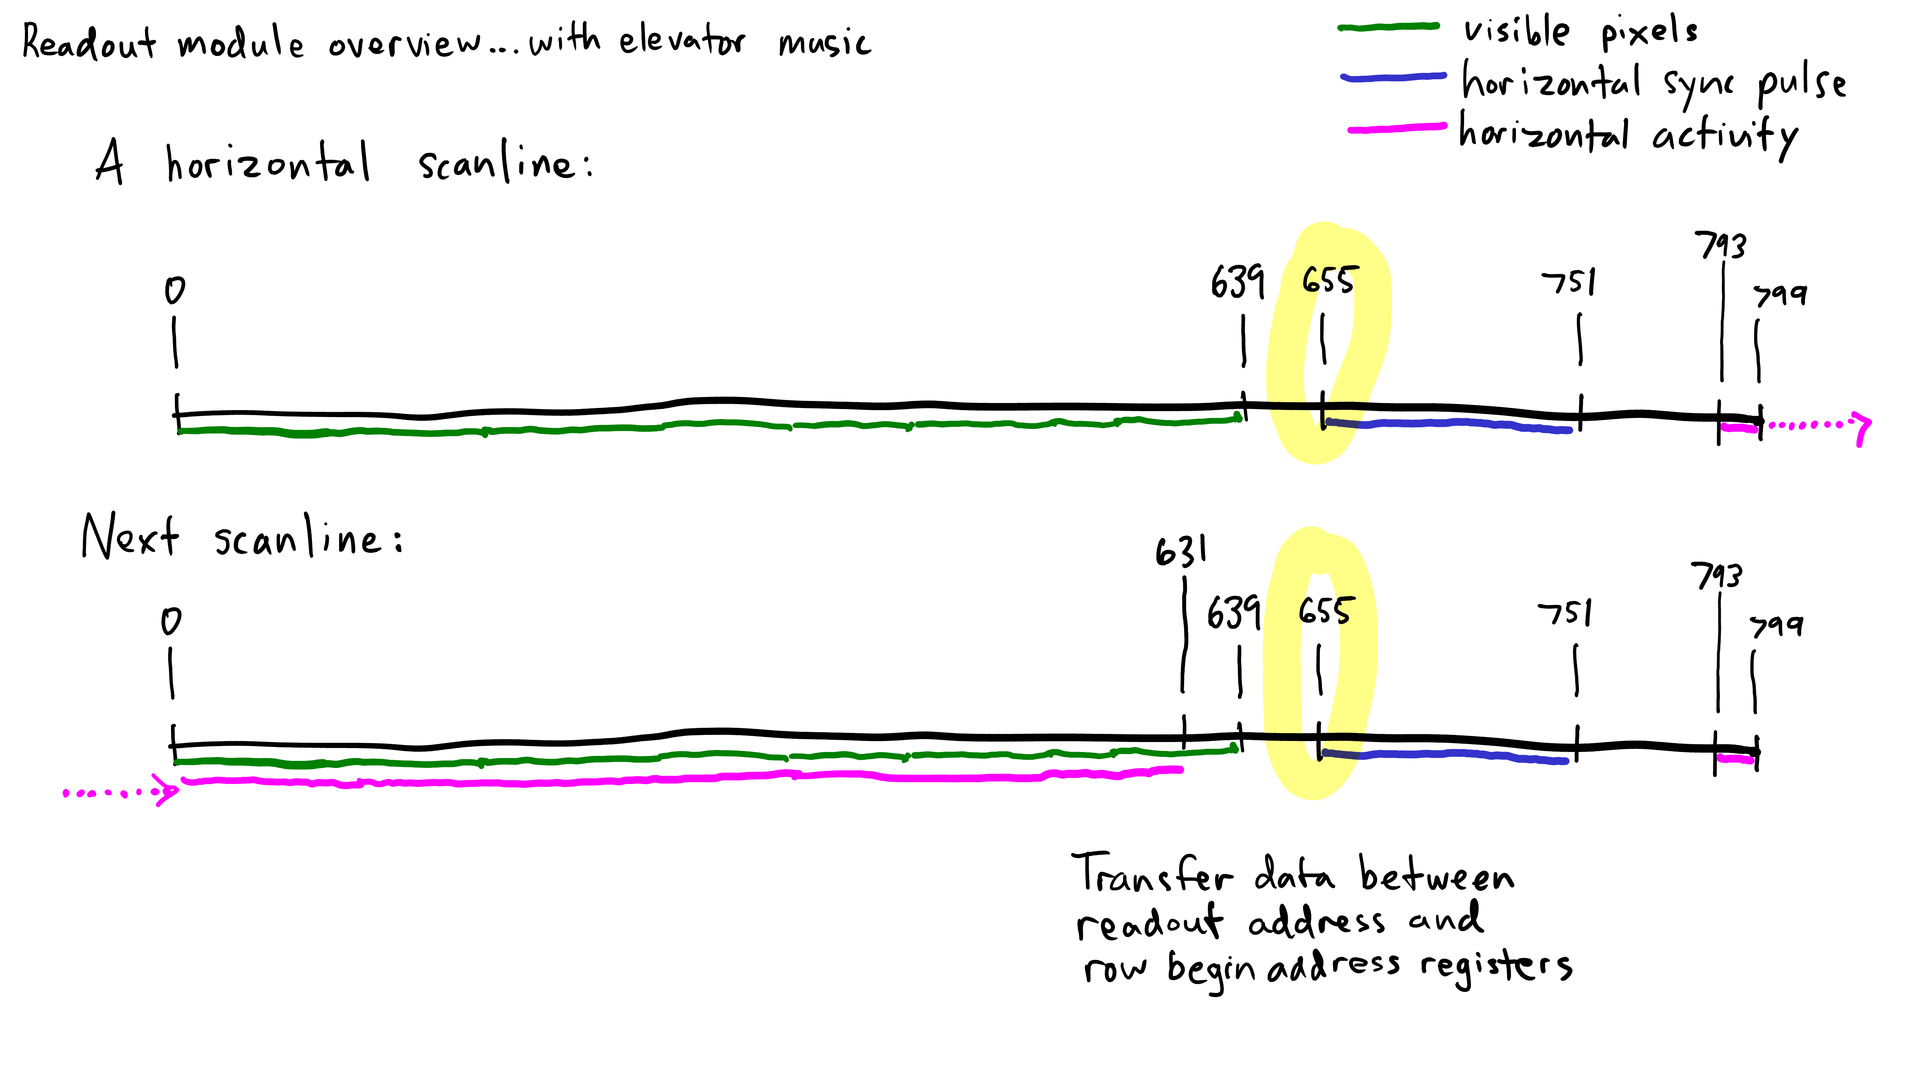 Readout module overview...with elevator music
visible pixels
horizontal sync pulse
horizontal activity
A horizontal scanline:
0
639
655
751
793
799
Next scanline:
0
631
639
655
751
793
799
Transfer data between
readout address and
row begin address registers